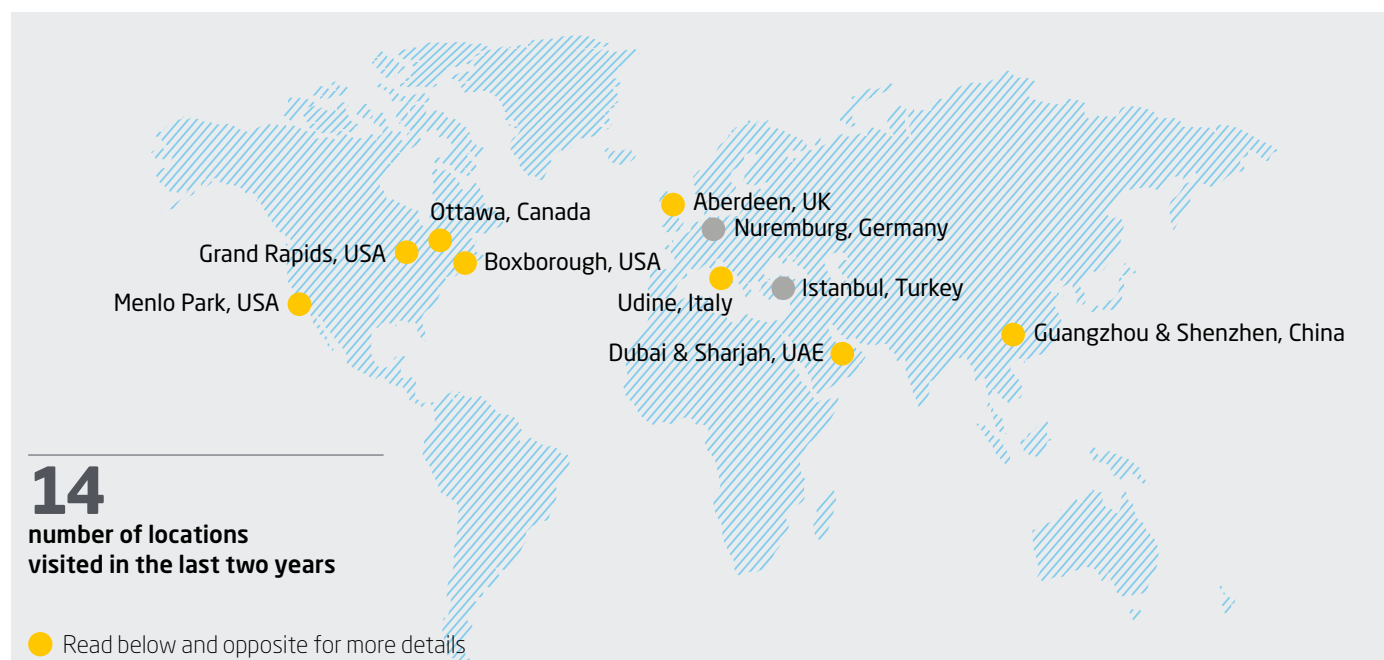 Aberdeen, UK
Ottawa, Canada
Nuremburg, Germany
Grand Rapids, USA
Boxborough, USA
Istanbul, Turkey
Menlo Park, USA
Udine, Italy
Guangzhou & Shenzhen, China
Dubai & Sharjah, UAE
14
number of locations
visited in the last two years
Read below and opposite for more details